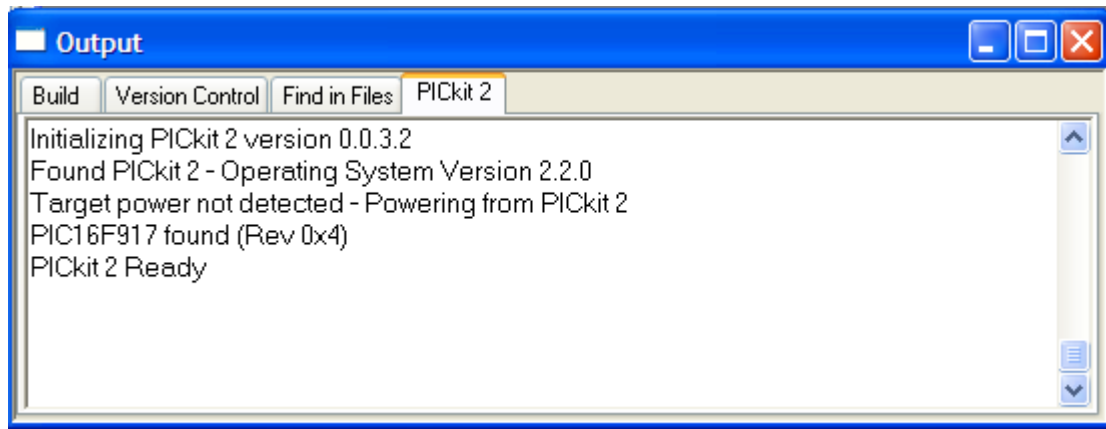 Output
Build Version Control Find in Files PICkit 2
Initializing PICkit 2 version 0.0.3.2
Found PICkit 2 - Operating System Version 2.2.0
Target power not detected - Powering from PICkit 2
PIC16F917 found (Rev 0x4)
PICkit 2 Ready